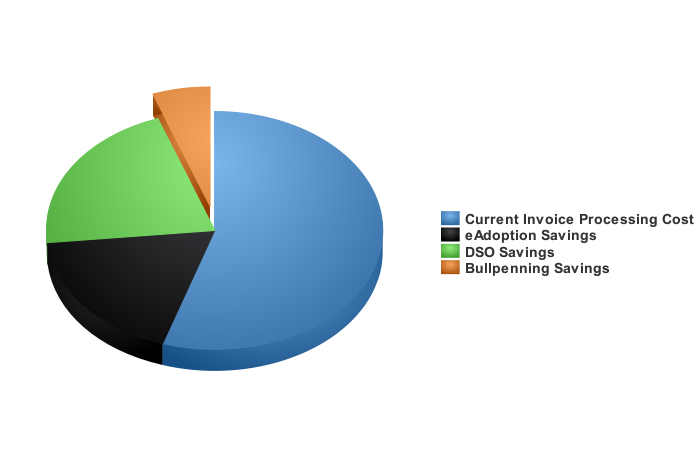 Current Invoice Processing Cost
eAdoption Savings
DSO Savings
Bullpenning Savings